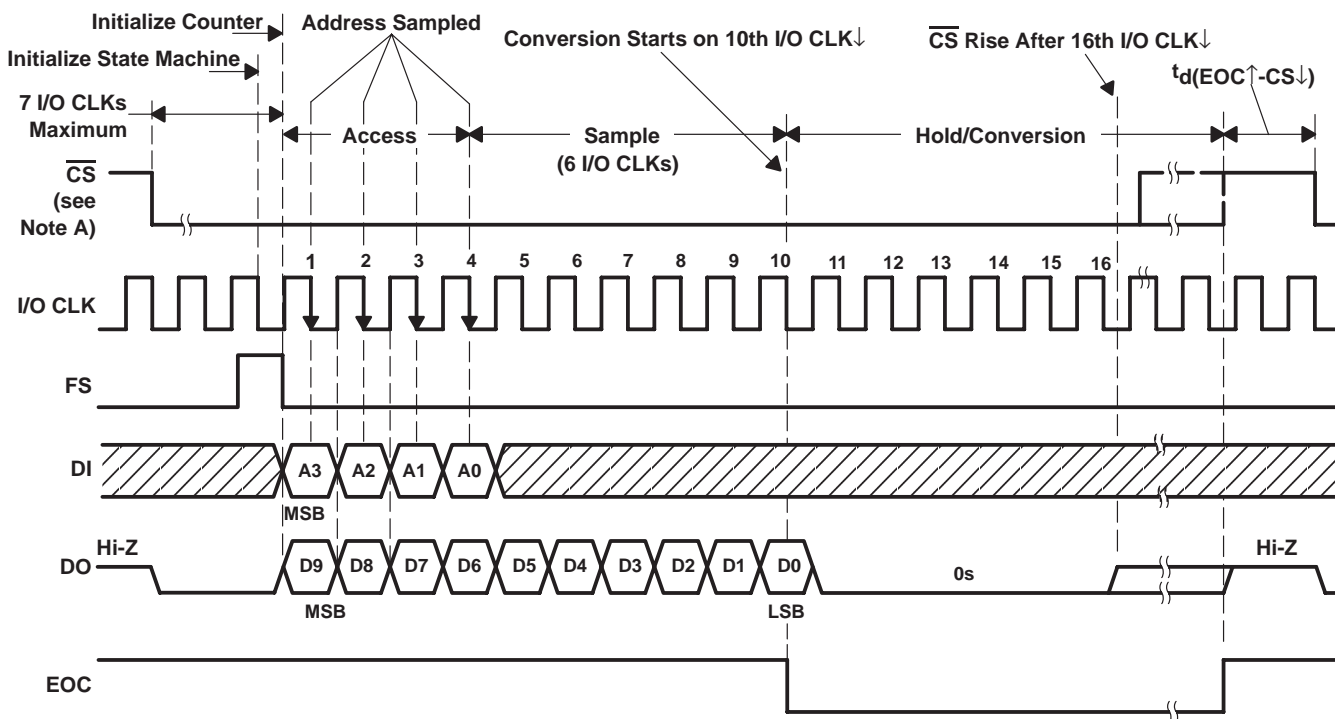 Initialize Counter
Address Sampled
Conversion Starts on 10th I/O CLK↓
CS Rise After 16th I/O CLK↓
Initialize State Machine
td(EOC↑-CS↓)
7 I/O CLKs
Maximum
Access
Sample
(6 I/O CLKs)
Hold/Conversion
CS
(see
Note A)
1 2 3 4 5 6 7 8 9 10 11 12 13 14 15 16
I/O CLK
FS
DI
A3 A2 A1 A0
MSB
Hi-Z
Hi-Z
DO
D9 D8 D7 D6 D5 D4 D3 D2 D1 D0
0s
MSB
LSB
EOC